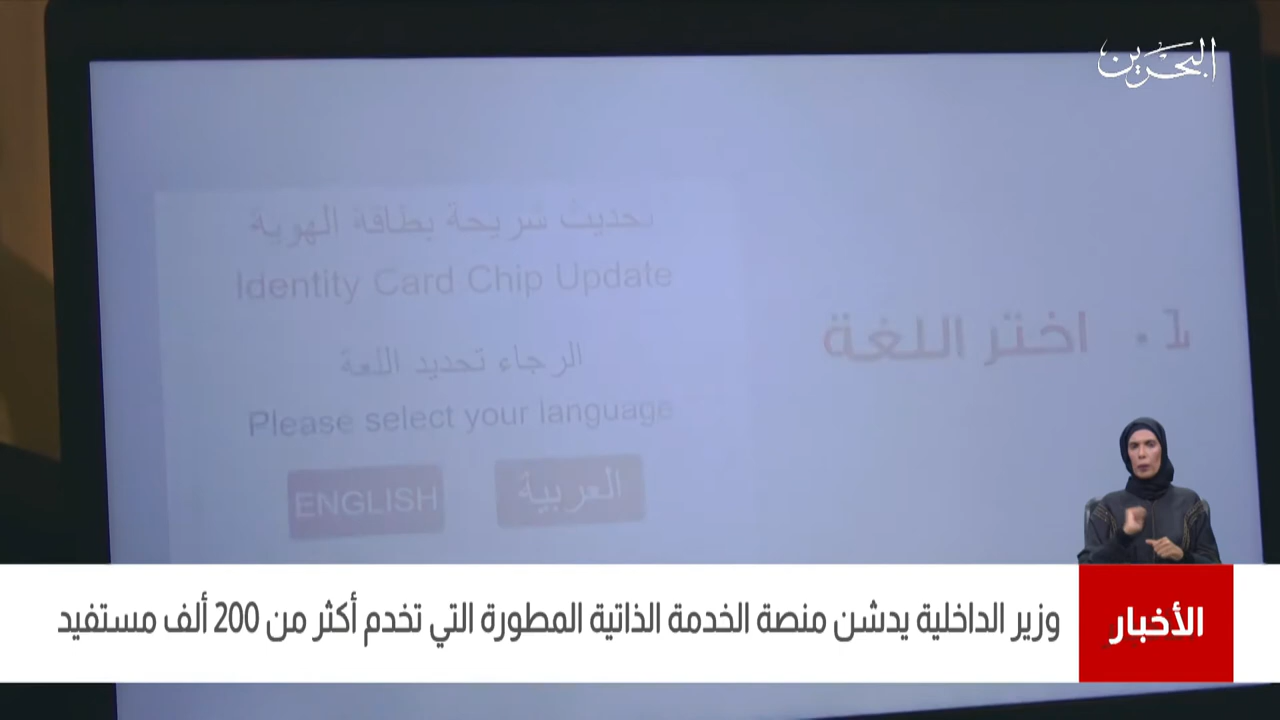 البحرين
تحديث شريحة بطاقة الهوية
Identity Card Chip Update
الرجاء تحديد اللغة
Please select your language
ENGLISH
العربية
1. اختر اللغة
الأخبار
وزير الداخلية يدشن منصة الخدمة الذاتية المطورة التي تخدم أكثر من 200 ألف مستفيد